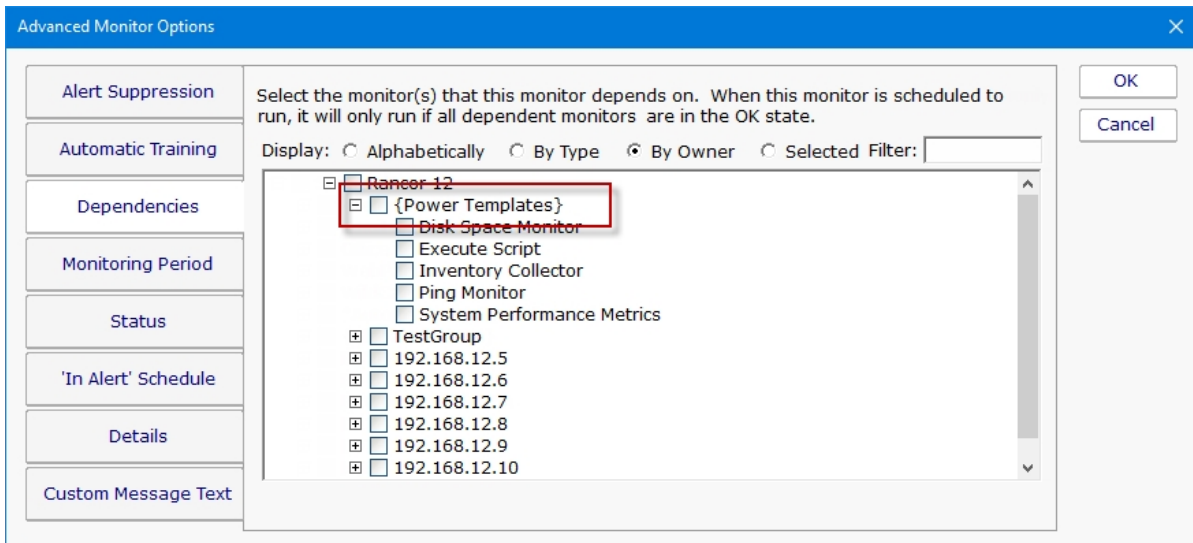 Advanced Monitor Options
Alert Suppression
Automatic Training
Dependencies
Monitoring Period
Status
'In Alert' Schedule
Details
Custom Message Text
Select the monitor(s) that this monitor depends on. When this monitor is scheduled to
run, it will only run if all dependent monitors are in the OK state.
Display: Alphabetically By Type By Owner Selected Filter:
Rancor 12
{Power Templates}
Disk Space Monitor
Execute Script
Inventory Collector
Ping Monitor
System Performance Metrics
TestGroup
192.168.12.5
192.168.12.6
192.168.12.7
192.168.12.8
192.168.12.9
192.168.12.10
OK
Cancel